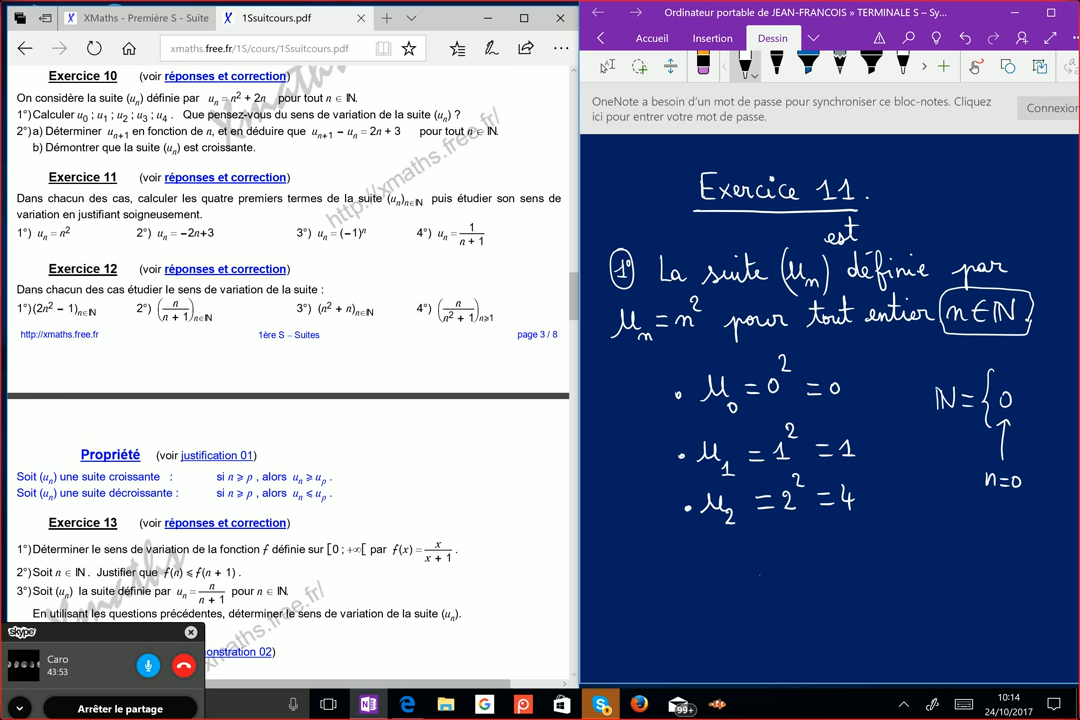 XMaths - Première S - Suite
1Ssuitcours.pdf
xmaths.free.fr/1S/cours/1Ssuitcours.pdf
Exercice 10 (voir réponses et correction)
On considère la suite (uₙ) définie par uₙ = n² + 2n pour tout n ∈ ℕ.
1°) Calculer u₀ ; u₁ ; u₂ ; u₃ ; u₄ . Que pensez-vous du sens de variation de la suite (uₙ) ?
2°) a) Déterminer uₙ₊₁ en fonction de n, et en déduire que uₙ₊₁ − uₙ = 2n + 3 pour tout n ∈ ℕ.
b) Démontrer que la suite (uₙ) est croissante.
Exercice 11 (voir réponses et correction)
Dans chacun des cas, calculer les quatre premiers termes de la suite (uₙ)n∈ℕ puis étudier son sens de
variation en justifiant soigneusement.
1°) uₙ = n² 2°) uₙ = −2n+3 3°) uₙ = (−1)ⁿ 4°) uₙ = 1/(n + 1)
Exercice 12 (voir réponses et correction)
Dans chacun des cas étudier le sens de variation de la suite :
1°) (2n² − 1)n∈ℕ 2°) (n/(n + 1))n∈ℕ 3°) (n² + n)n∈ℕ 4°) (n/(n² + 1))n⩾1
http://xmaths.free.fr 1ère S – Suites page 3 / 8
Xmaths
http://xmaths.free.fr/
Propriété (voir justification 01)
Soit (uₙ) une suite croissante : si n ⩾ p , alors uₙ ⩾ uₚ .
Soit (uₙ) une suite décroissante : si n ⩾ p , alors uₙ ⩽ uₚ .
Exercice 13 (voir réponses et correction)
1°) Déterminer le sens de variation de la fonction f définie sur [0 ; +∞[ par f(x) = x/(x + 1) .
2°) Soit n ∈ ℕ . Justifier que f(n) ⩽ f(n + 1) .
3°) Soit (uₙ) la suite définie par uₙ = n/(n + 1) pour n ∈ ℕ.
En utilisant les questions précédentes, déterminer le sens de variation de la suite (uₙ).
Xmaths
xmaths.free.fr/
onstration 02)
skype
Caro
43:53
Arrêter le partage
Ordinateur portable de JEAN-FRANCOIS » TERMINALE S – Sy...
Accueil Insertion Dessin
OneNote a besoin d'un mot de passe pour synchroniser ce bloc-notes. Cliquez
ici pour entrer votre mot de passe.
Connexion
Exercice 11.
est
1° La suite (uₙ) définie par
uₙ = n² pour tout entier n ∈ ℕ.
• u₀ = 0² = 0
ℕ = { 0
• u₁ = 1² = 1
n=0
• u₂ = 2² = 4
99+
10:14
24/10/2017